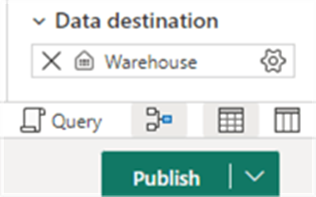 Data destination
Warehouse
Query
Publish